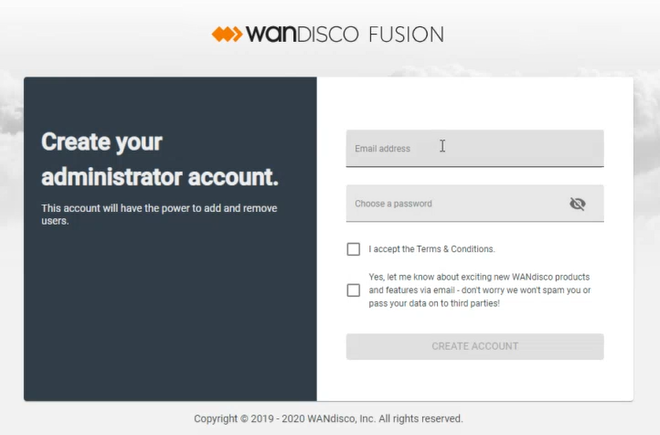 WANDISCO FUSION
Create your
administrator account.
This account will have the power to add and remove
users.
Email address
Choose a password
I accept the Terms & Conditions.
Yes, let me know about exciting new WANdisco products
and features via email - don't worry we won't spam you or
pass your data on to third parties!
CREATE ACCOUNT
Copyright © 2019 - 2020 WANdisco, Inc. All rights reserved.